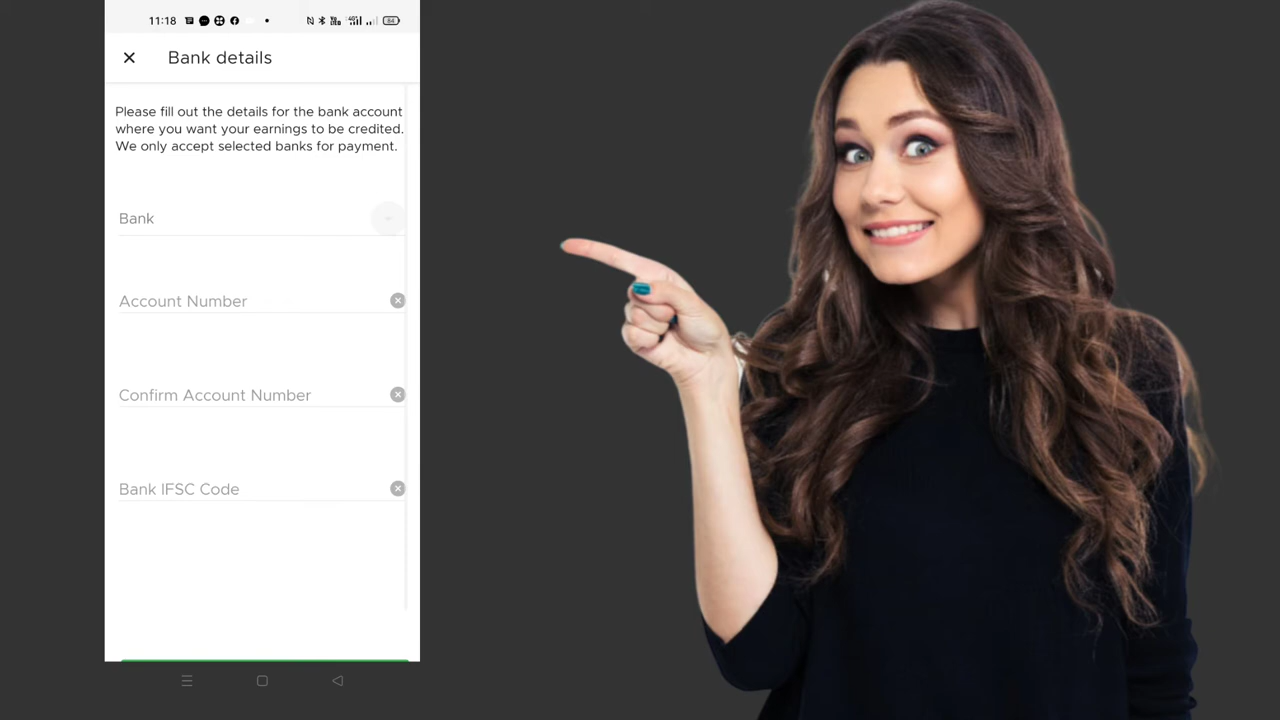 11:18
84
Bank details
Please fill out the details for the bank account
where you want your earnings to be credited.
We only accept selected banks for payment.
Bank
Account Number
Confirm Account Number
Bank IFSC Code